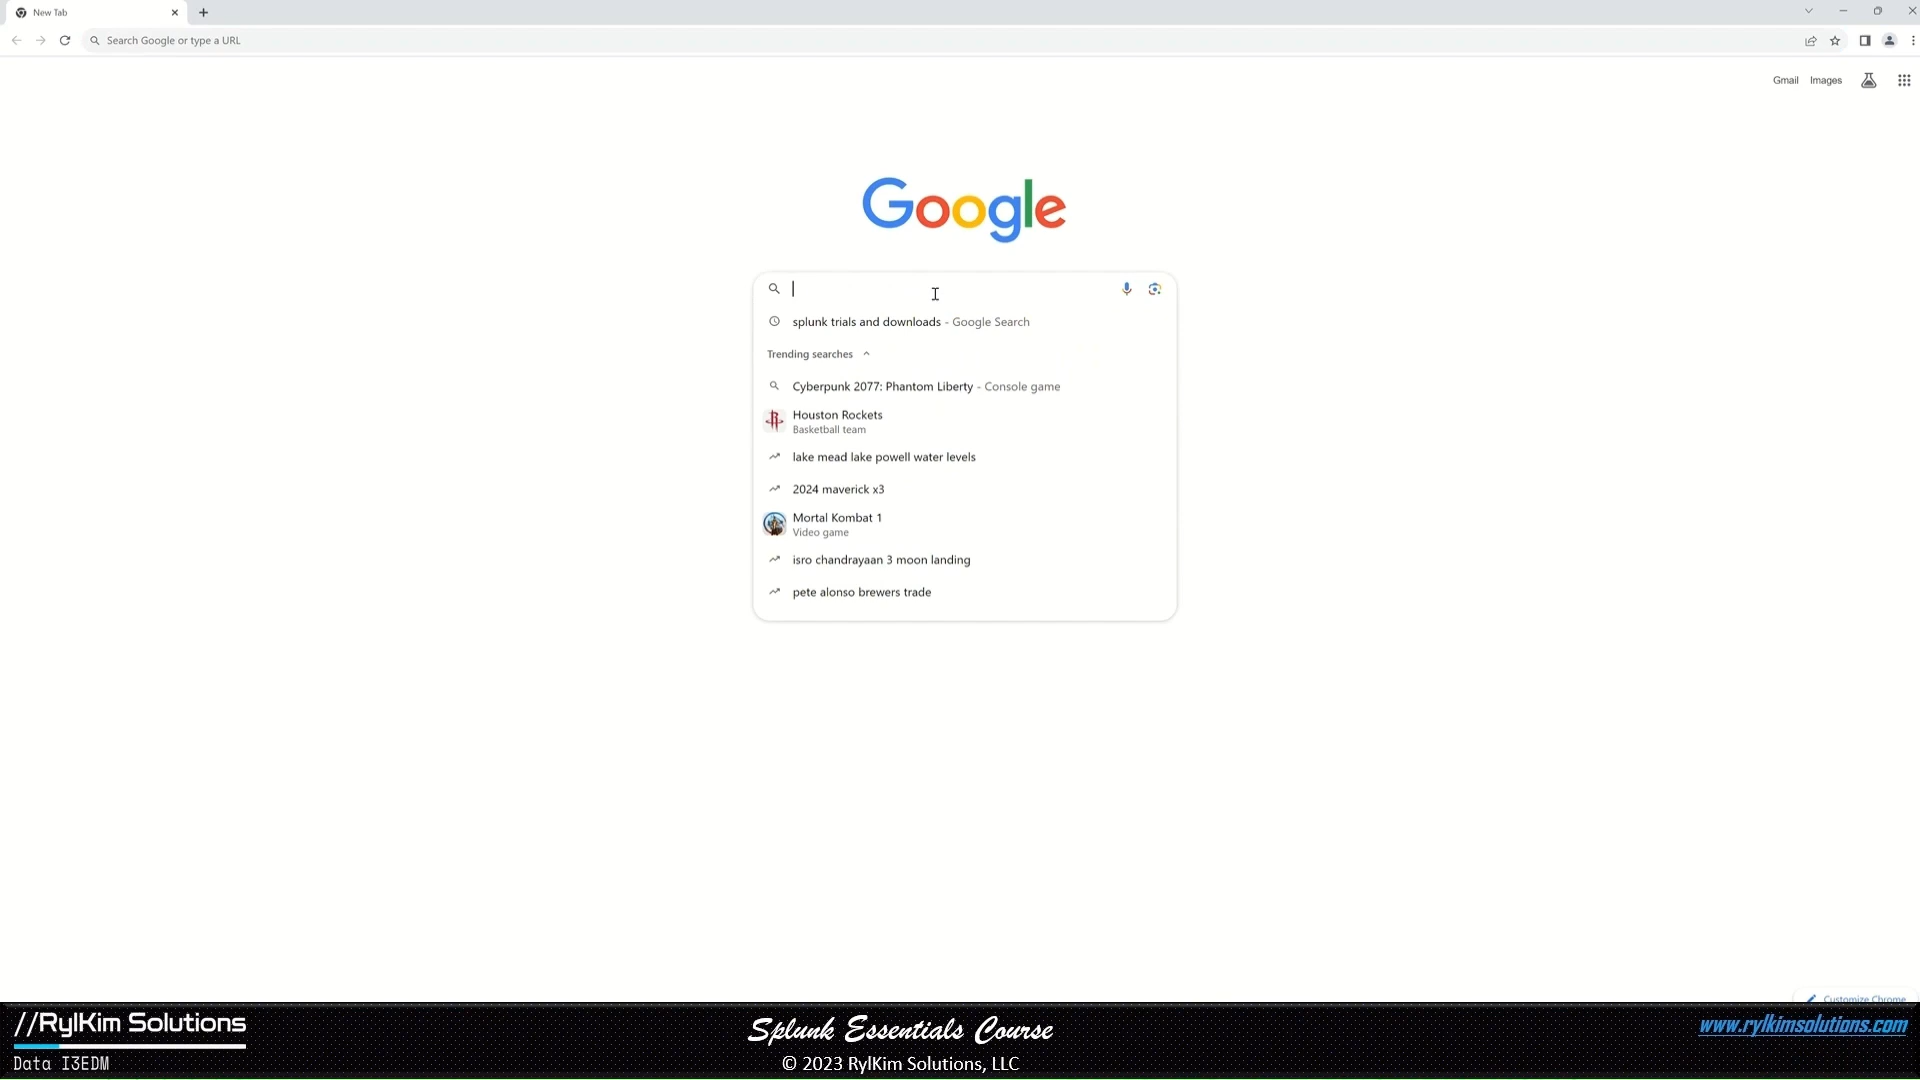 New Tab
Search Google or type a URL
Gmail Images
Google
splunk trials and downloads - Google Search
Trending searches
Cyberpunk 2077: Phantom Liberty - Console game
Houston Rockets
Basketball team
lake mead lake powell water levels
2024 maverick x3
Mortal Kombat 1
Video game
isro chandrayaan 3 moon landing
pete alonso brewers trade
Customize Chrome
//RylKim Solutions
Data I3EDM
Splunk Essentials Course
© 2023 RylKim Solutions, LLC
www.rylkimsolutions.com